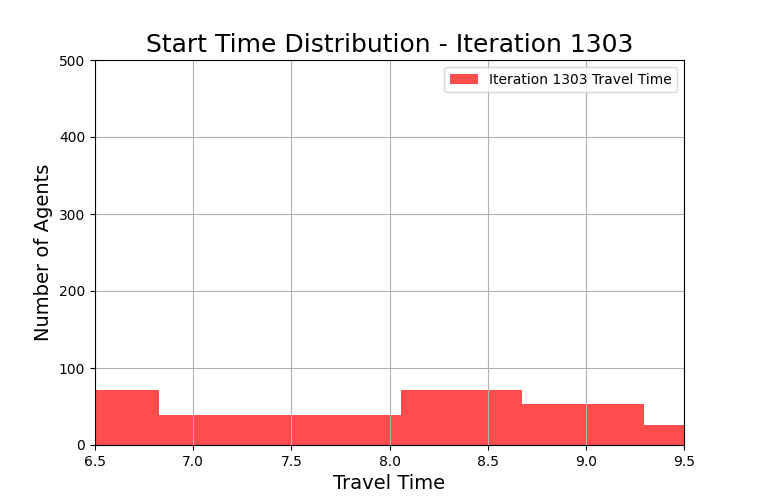 Start Time Distribution - Iteration 1303
Iteration 1303 Travel Time
Number of Agents
500
400
300
200
100
0
6.5 7.0 7.5 8.0 8.5 9.0 9.5
Travel Time